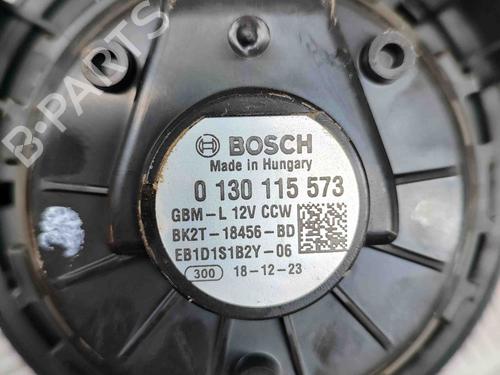 BOSCH
Made in Hungary
0 130 115 573
GBM-L 12V CCW
BK2T-18456-BD
EB1D1S1B2Y-06
300 18-12-23
B-PARTS